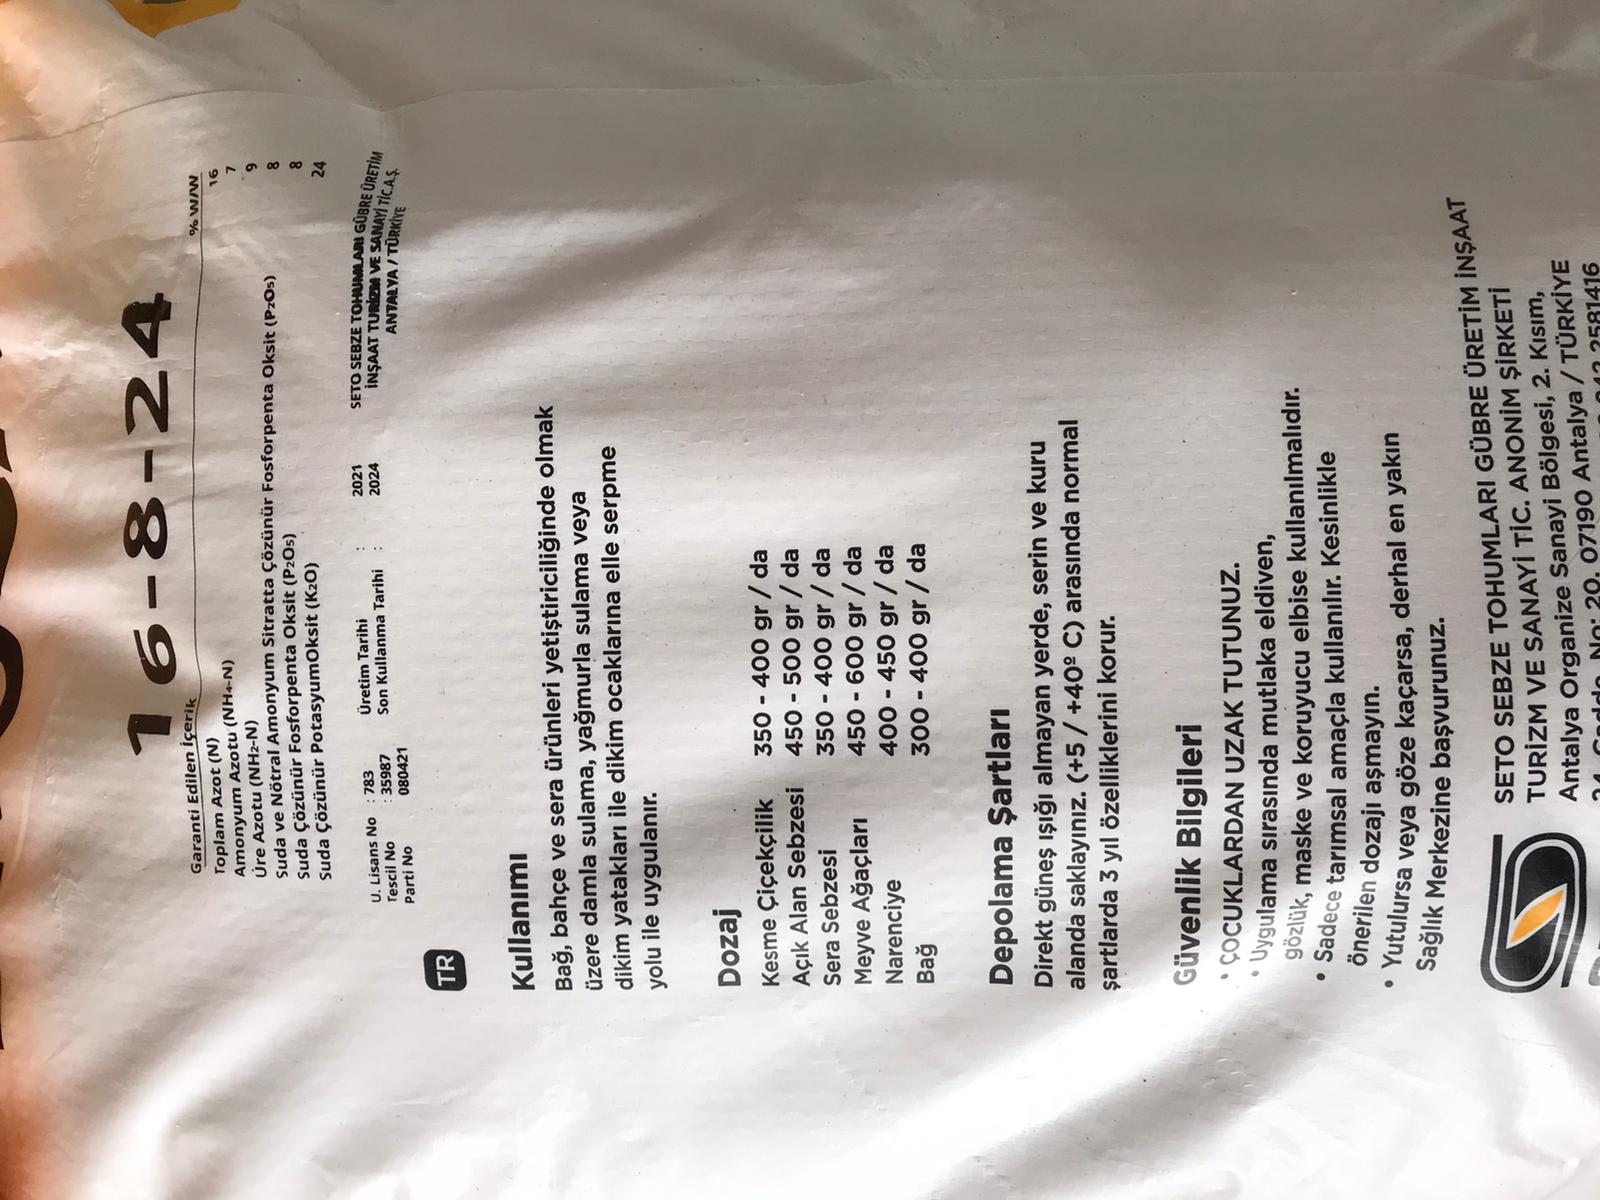 16-8-24
Garanti Edilen İçerik % W/W
Toplam Azot (N) 16
Amonyum Azotu (NH4-N) 7
Üre Azotu (NH2-N) 9
Suda ve Nötral Amonyum Sitratta Çözünür Fosforpenta Oksit (P2O5) 8
Suda Çözünür Fosforpenta Oksit (P2O5) 8
Suda Çözünür PotasyumOksit (K2O) 24
U. Lisans No : 783 Üretim Tarihi : 2021 SETO SEBZE TOHUMLARI GÜBRE ÜRETİM
Tescil No : 35987 Son Kullanma Tarihi : 2024 İNŞAAT TURİZM VE SANAYİ TİC.A.Ş.
Parti No 080421 ANTALYA / TÜRKİYE
TR
Kullanımı
Bağ, bahçe ve sera ürünleri yetiştiriciliğinde olmak
üzere damla sulama, yağmurla sulama veya
dikim yatakları ile dikim ocaklarına elle serpme
yolu ile uygulanır.
Dozaj
Kesme Çiçekçilik 350 - 400 gr / da
Açık Alan Sebzesi 450 - 500 gr / da
Sera Sebzesi 350 - 400 gr / da
Meyve Ağaçları 450 - 600 gr / da
Narenciye 400 - 450 gr / da
Bağ 300 - 400 gr / da
Depolama Şartları
Direkt güneş ışığı almayan yerde, serin ve kuru
alanda saklayınız. (+5 / +40º C) arasında normal
şartlarda 3 yıl özelliklerini korur.
Güvenlik Bilgileri
• ÇOCUKLARDAN UZAK TUTUNUZ.
• Uygulama sırasında mutlaka eldiven,
gözlük, maske ve koruyucu elbise kullanılmalıdır.
• Sadece tarımsal amaçla kullanılır. Kesinlikle
önerilen dozajı aşmayın.
• Yutulursa veya göze kaçarsa, derhal en yakın
Sağlık Merkezine başvurunuz.
SETO SEBZE TOHUMLARI GÜBRE ÜRETİM İNŞAAT
TURİZM VE SANAYİ TİC. ANONİM ŞİRKETİ
Antalya Organize Sanayi Bölgesi, 2. Kısım,
No: 20, 07190 Antalya / TÜRKİYE
2581416